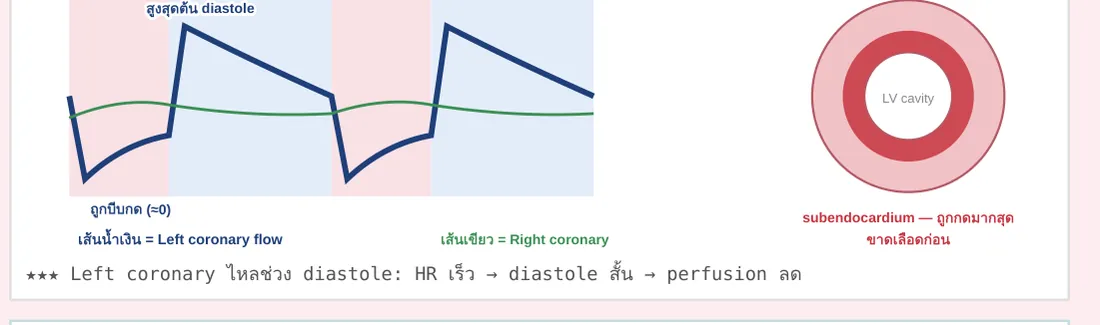 สูงสุดต้น diastole
LV cavity
ถูกบีบกด (≈0)
subendocardium — ถูกกดมากสุด
ขาดเลือดก่อน
เส้นน้ำเงิน = Left coronary flow
เส้นเขียว = Right coronary
★★★ Left coronary ไหลช่วง diastole: HR เร็ว → diastole สั้น → perfusion ลด